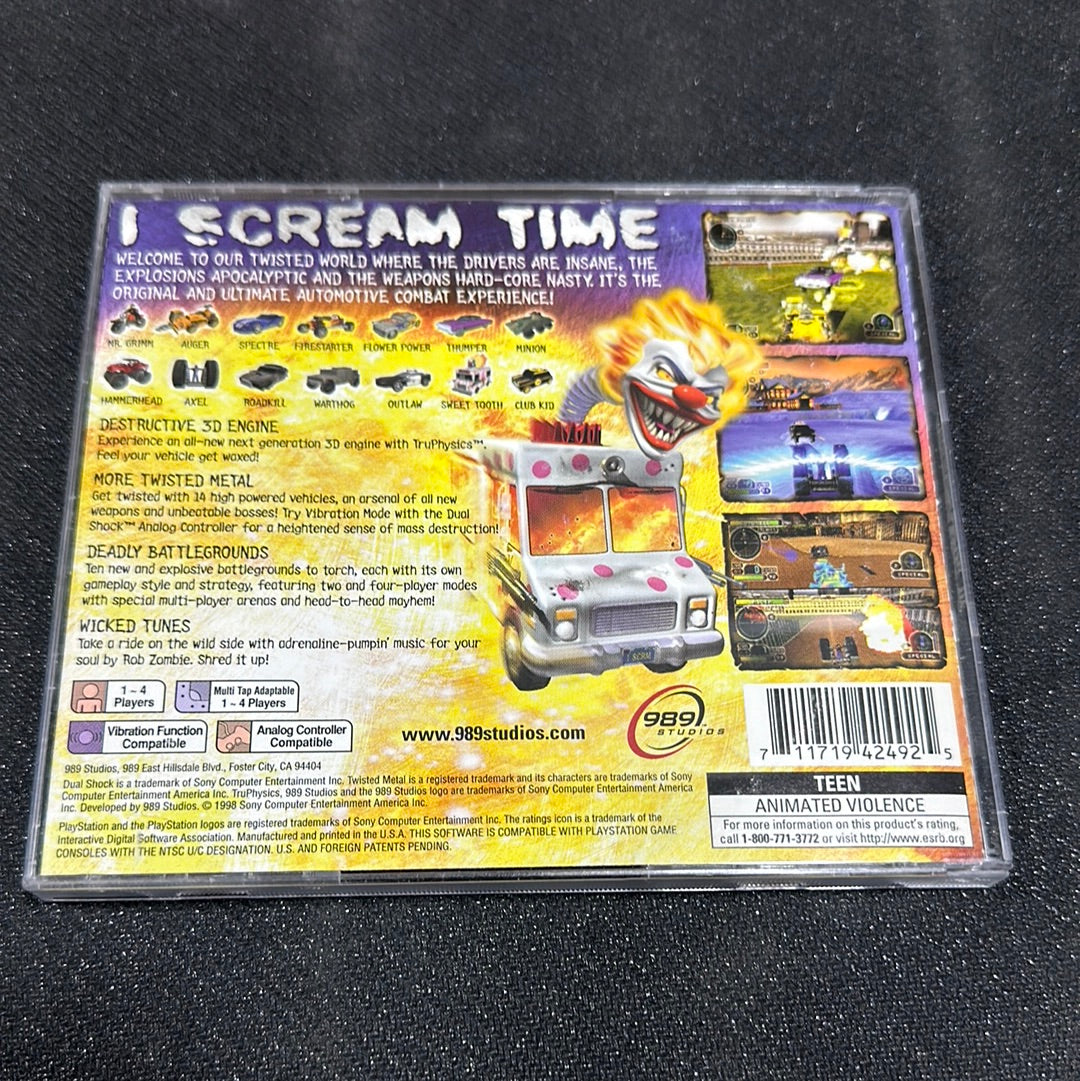 I SCREAM TIME
WELCOME TO OUR TWISTED WORLD WHERE THE DRIVERS ARE INSANE, THE
EXPLOSIONS APOCALYPTIC AND THE WEAPONS HARD-CORE NASTY. IT'S THE
ORIGINAL AND ULTIMATE AUTOMOTIVE COMBAT EXPERIENCE!
MR. GRIMM AUGER SPECTRE FIRESTARTER FLOWER POWER THUMPER MINION
HAMMERHEAD AXEL ROADKILL WARTHOG OUTLAW SWEET TOOTH CLUB KID
DESTRUCTIVE 3D ENGINE
Experience an all-new next generation 3D engine with TruPhysics™.
Feel your vehicle get waxed!
MORE TWISTED METAL
Get twisted with 14 high powered vehicles, an arsenal of all new
weapons and unbeatable bosses! Try Vibration Mode with the Dual
Shock™ Analog Controller for a heightened sense of mass destruction!
DEADLY BATTLEGROUNDS
Ten new and explosive battlegrounds to torch, each with its own
gameplay style and strategy, featuring two and four-player modes
with special multi-player arenas and head-to-head mayhem!
WICKED TUNES
Take a ride on the wild side with adrenaline-pumpin' music for your
soul by Rob Zombie. Shred it up!
SCRM
SPECIAL
SPECIAL
SPECIAL
SPECIAL
1 ~ 4
Players
Multi Tap Adaptable
1 ~ 4 Players
Vibration Function
Compatible
Analog Controller
Compatible
www.989studios.com
989™
STUDIOS
7 11719 42492 5
989 Studios, 989 East Hillsdale Blvd., Foster City, CA 94404
Dual Shock is a trademark of Sony Computer Entertainment Inc. Twisted Metal is a registered trademark and its characters are trademarks of Sony
Computer Entertainment America Inc. TruPhysics, 989 Studios and the 989 Studios logo are trademarks of Sony Computer Entertainment America
Inc. Developed by 989 Studios. © 1998 Sony Computer Entertainment America Inc.
PlayStation and the PlayStation logos are registered trademarks of Sony Computer Entertainment Inc. The ratings icon is a trademark of the
Interactive Digital Software Association. Manufactured and printed in the U.S.A. THIS SOFTWARE IS COMPATIBLE WITH PLAYSTATION GAME
CONSOLES WITH THE NTSC U/C DESIGNATION. U.S. AND FOREIGN PATENTS PENDING.
TEEN
ANIMATED VIOLENCE
For more information on this product's rating,
call 1-800-771-3772 or visit http://www.esrb.org